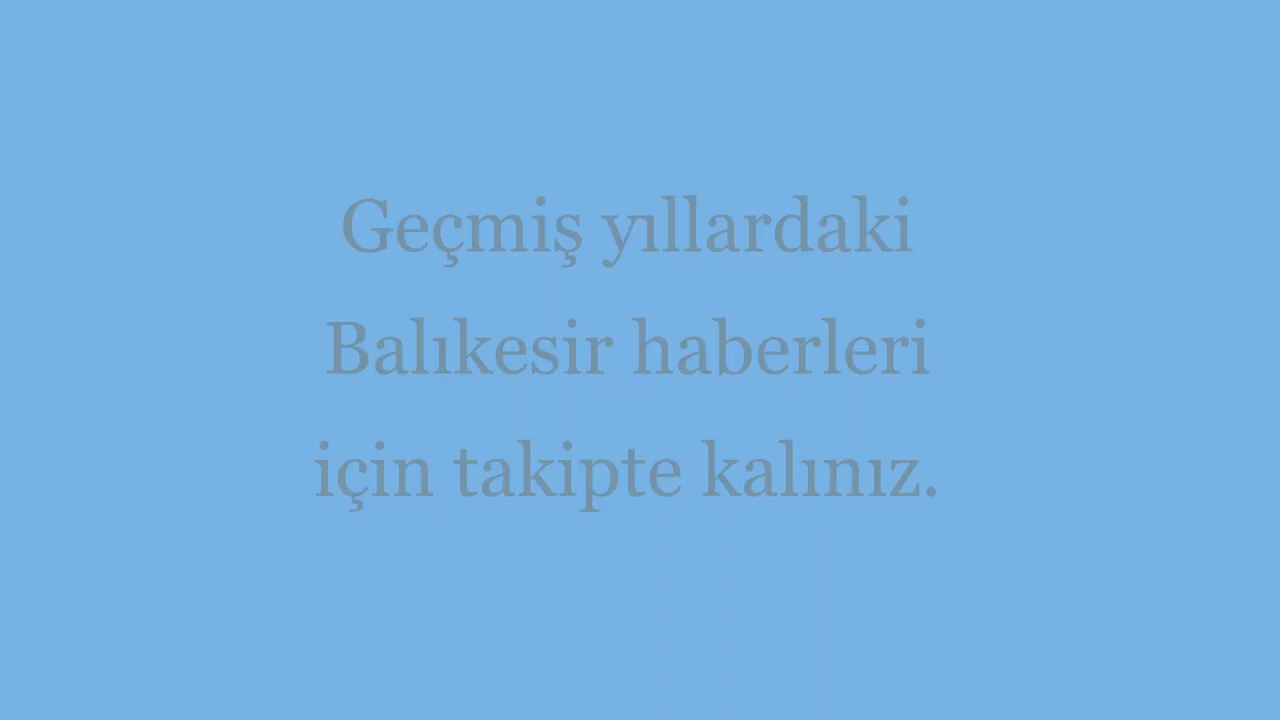 Geçmiş yıllardaki
Balıkesir haberleri
için takipte kalınız.